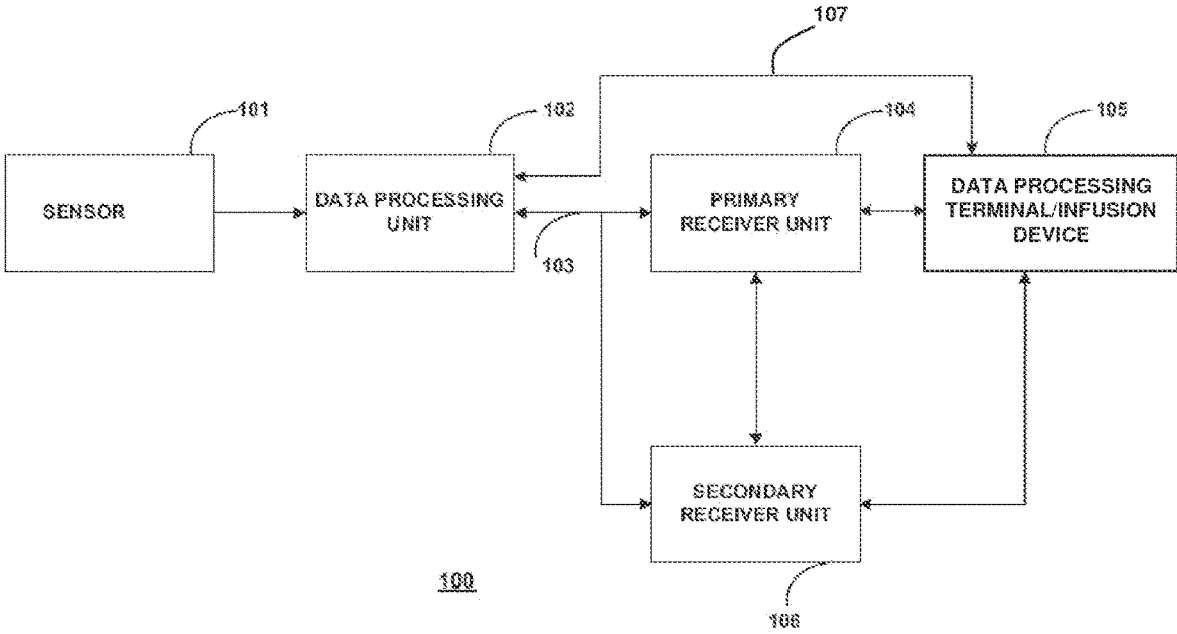 107
101
102
104
105
SENSOR
DATA PROCESSING
UNIT
PRIMARY
RECEIVER UNIT
DATA PROCESSING
TERMINAL/INFUSION
DEVICE
103
SECONDARY
RECEIVER UNIT
100
106